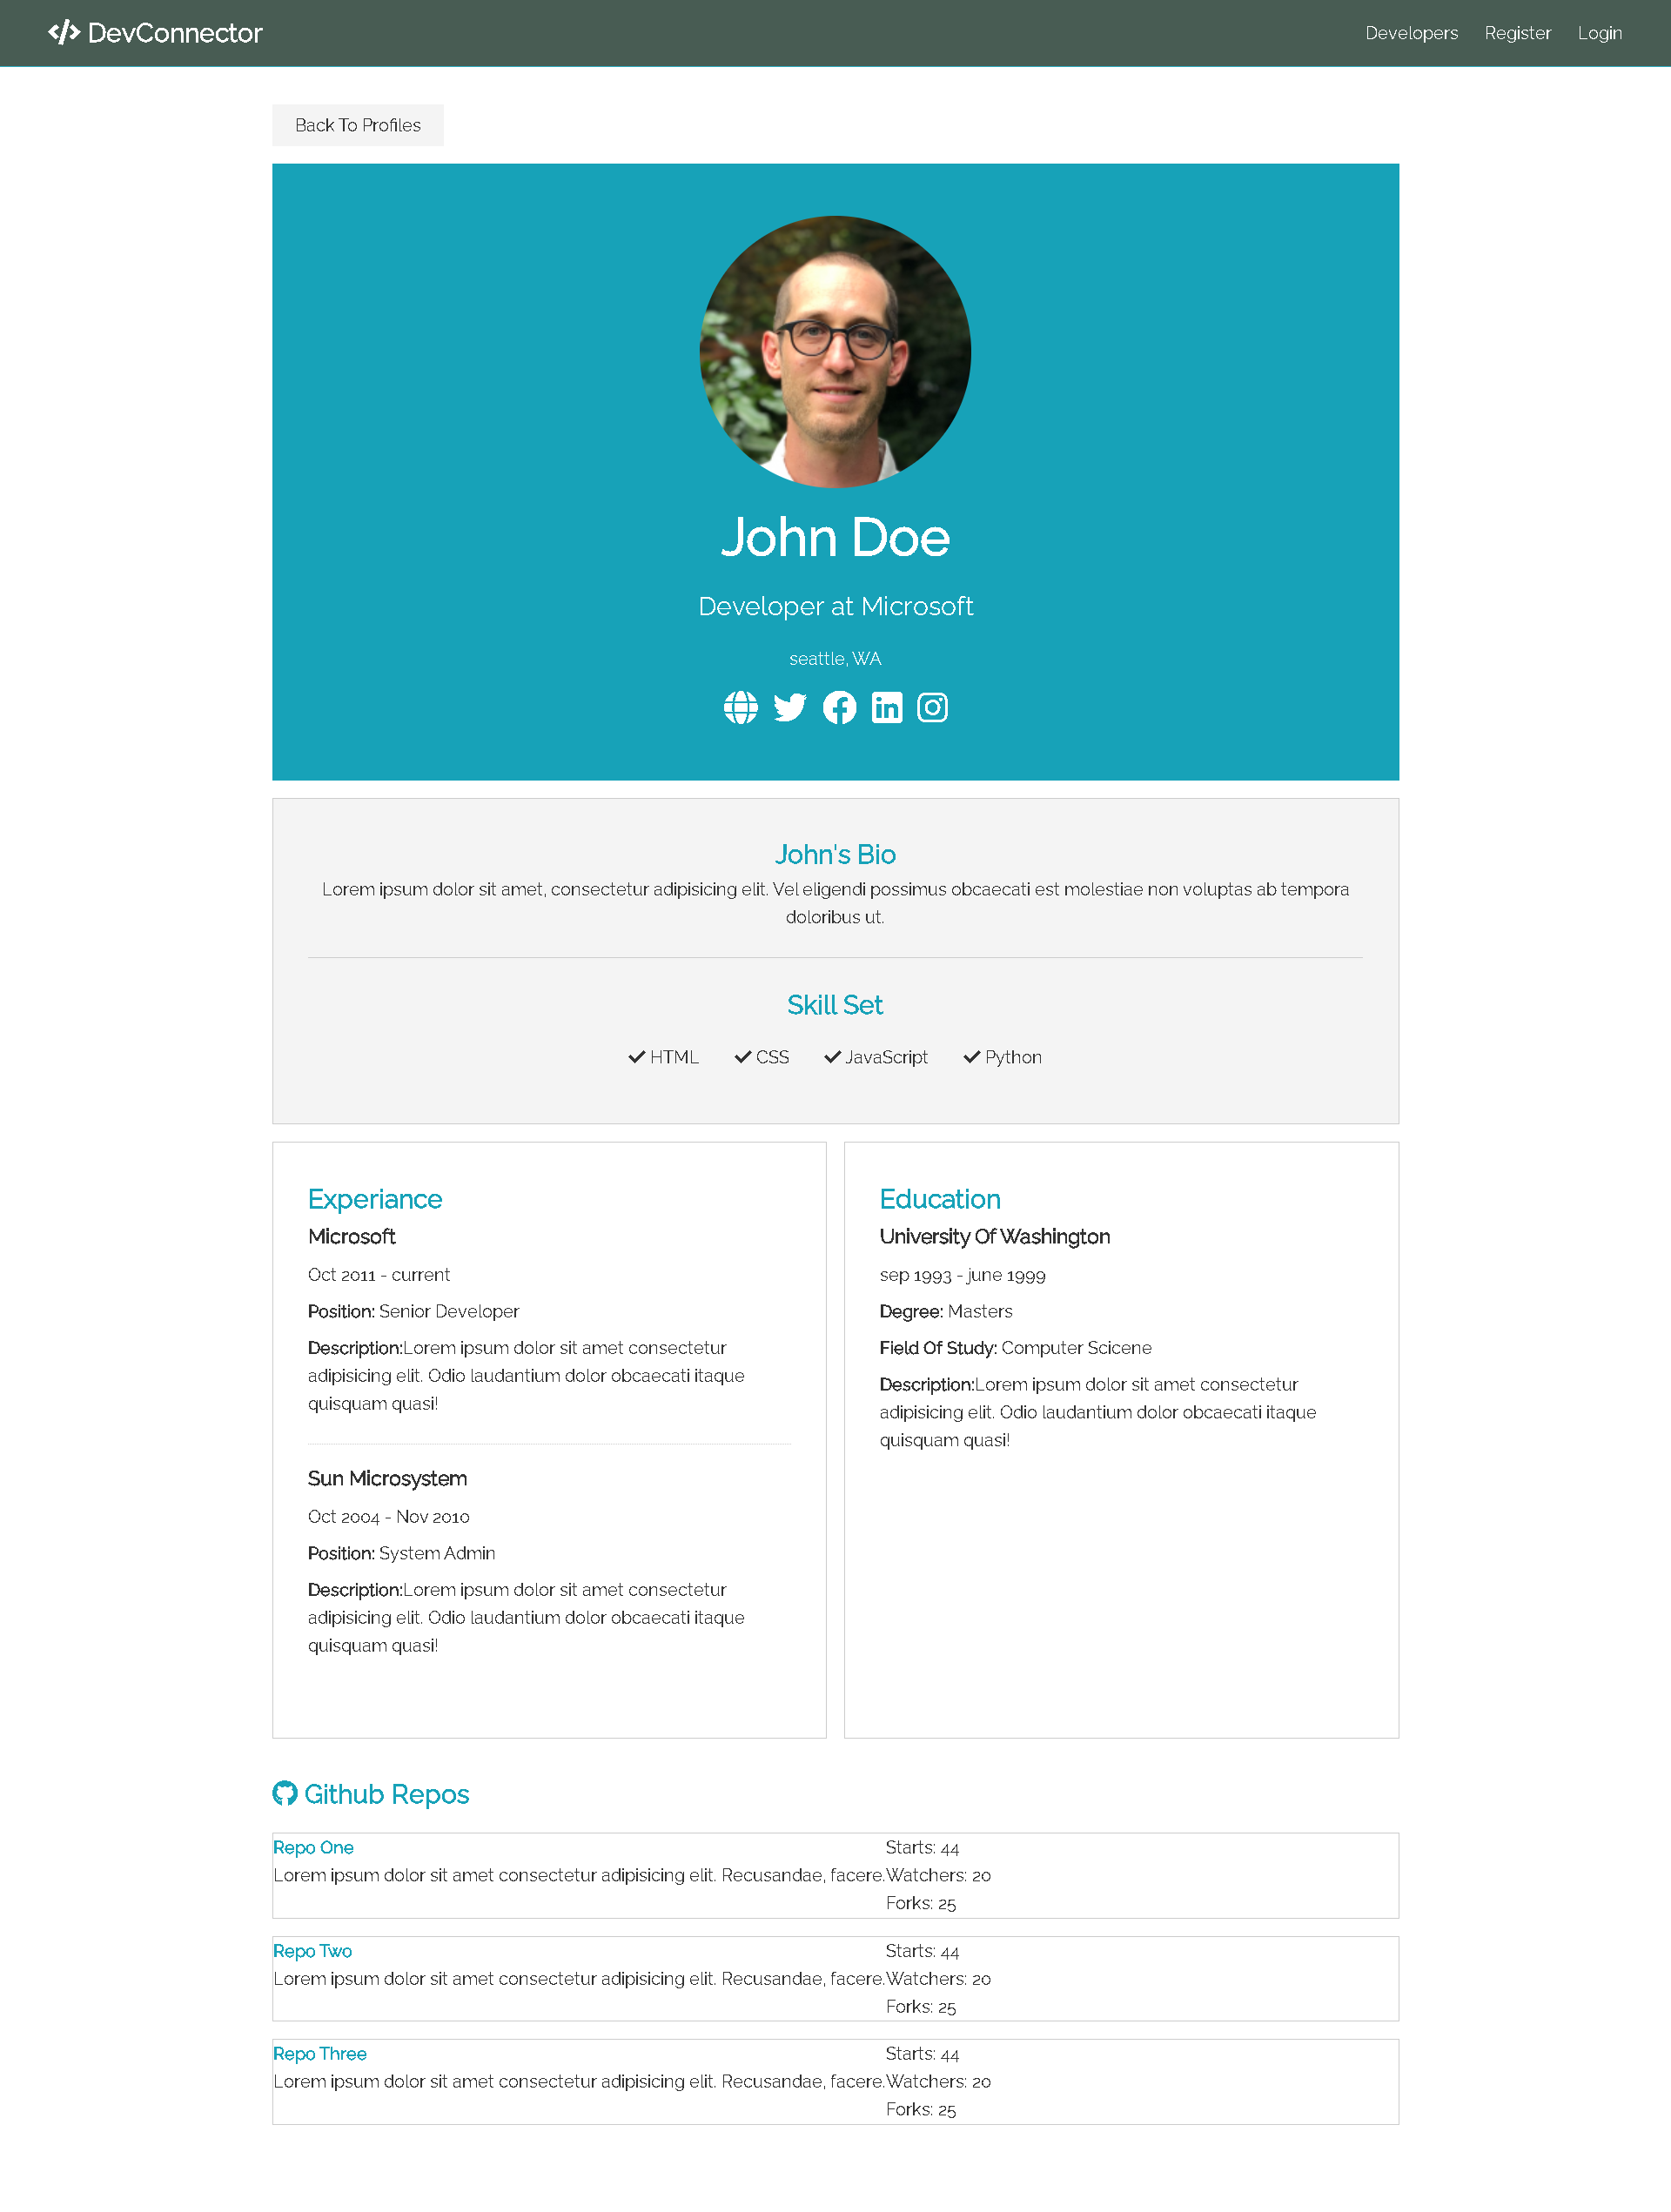 DevConnector
Developers Register Login
Back To Profiles
John Doe
Developer at Microsoft
seattle, WA
John's Bio
Lorem ipsum dolor sit amet, consectetur adipisicing elit. Vel eligendi possimus obcaecati est molestiae non voluptas ab tempora
doloribus ut.
Skill Set
HTML CSS JavaScript Python
Experiance
Microsoft
Oct 2011 - current
Position: Senior Developer
Description:Lorem ipsum dolor sit amet consectetur
adipisicing elit. Odio laudantium dolor obcaecati itaque
quisquam quasi!
Sun Microsystem
Oct 2004 - Nov 2010
Position: System Admin
Description:Lorem ipsum dolor sit amet consectetur
adipisicing elit. Odio laudantium dolor obcaecati itaque
quisquam quasi!
Education
University Of Washington
sep 1993 - june 1999
Degree: Masters
Field Of Study: Computer Scicene
Description:Lorem ipsum dolor sit amet consectetur
adipisicing elit. Odio laudantium dolor obcaecati itaque
quisquam quasi!
Github Repos
Repo One
Lorem ipsum dolor sit amet consectetur adipisicing elit. Recusandae, facere.
Starts: 44
Watchers: 20
Forks: 25
Repo Two
Lorem ipsum dolor sit amet consectetur adipisicing elit. Recusandae, facere.
Starts: 44
Watchers: 20
Forks: 25
Repo Three
Lorem ipsum dolor sit amet consectetur adipisicing elit. Recusandae, facere.
Starts: 44
Watchers: 20
Forks: 25